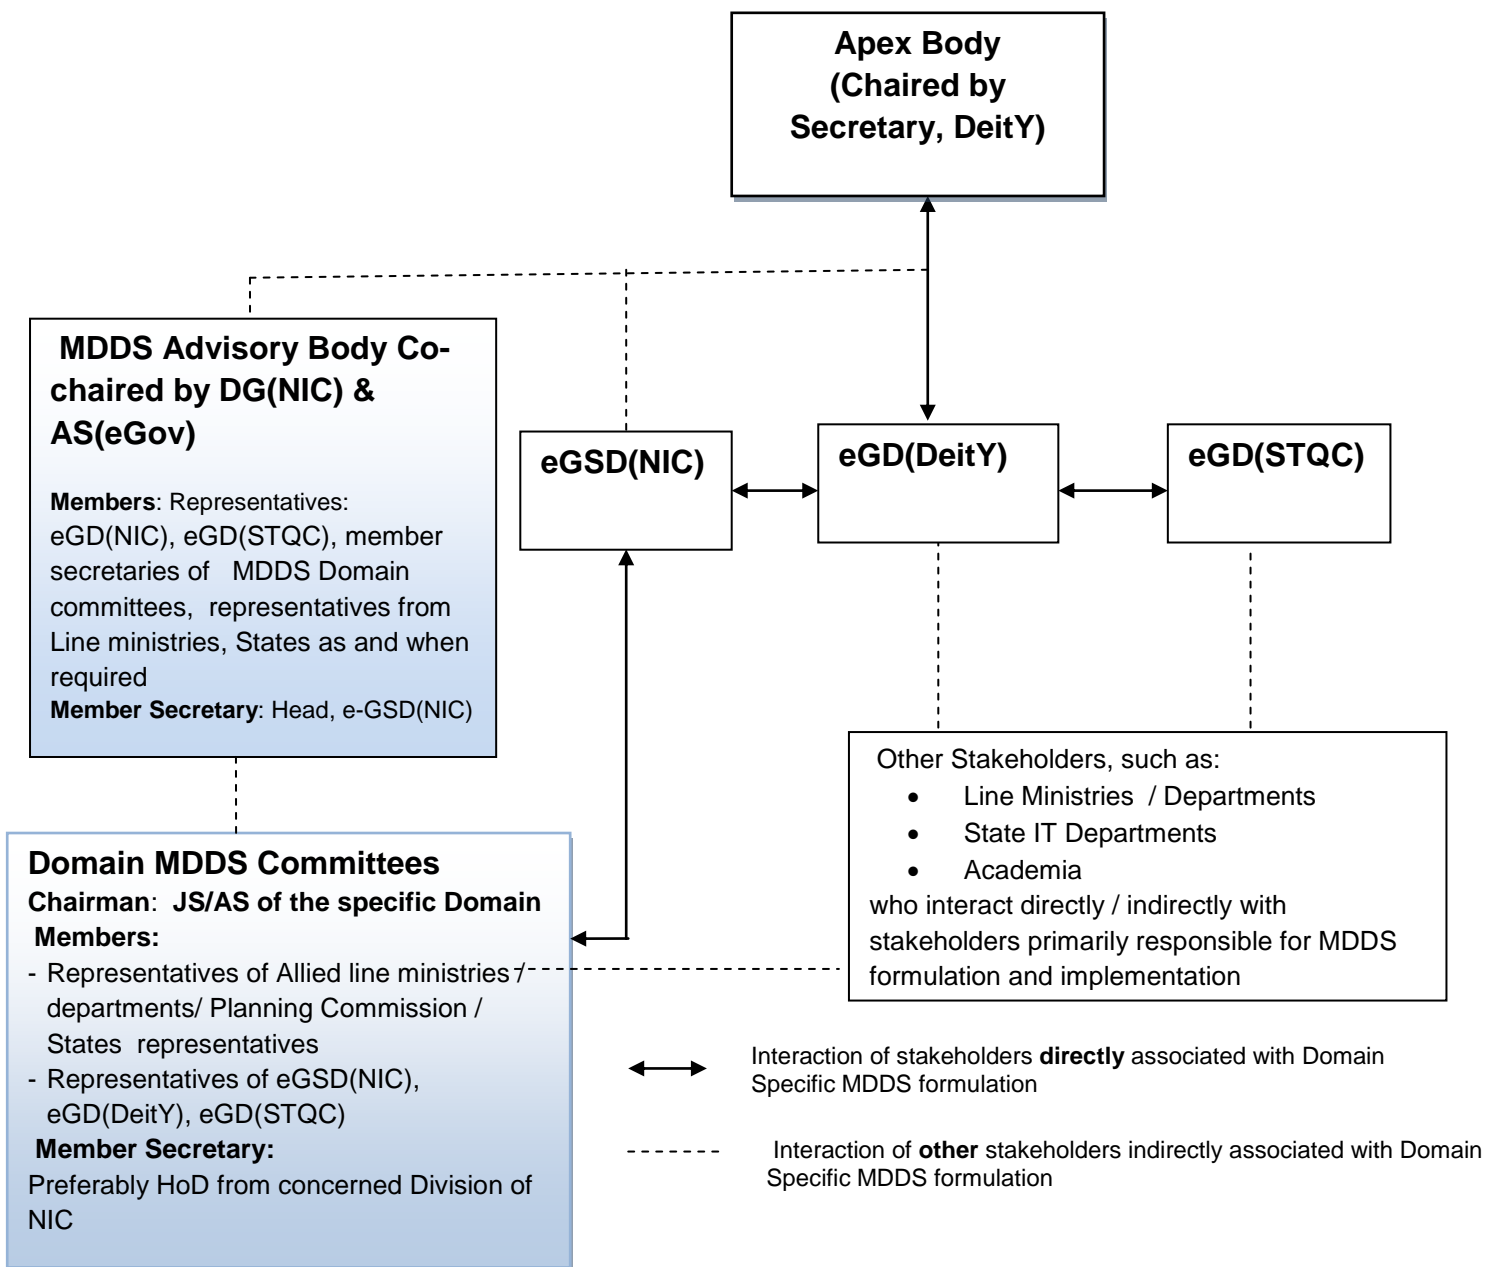 Apex Body
(Chaired by
Secretary, DeitY)
MDDS Advisory Body Co-
chaired by DG(NIC) &
AS(eGov)
Members: Representatives:
eGD(NIC), eGD(STQC), member
secretaries of MDDS Domain
committees, representatives from
Line ministries, States as and when
required
Member Secretary: Head, e-GSD(NIC)
eGSD(NIC)
eGD(DeitY)
eGD(STQC)
Other Stakeholders, such as:
• Line Ministries / Departments
• State IT Departments
• Academia
who interact directly / indirectly with
stakeholders primarily responsible for MDDS
formulation and implementation
Domain MDDS Committees
Chairman: JS/AS of the specific Domain
Members:
- Representatives of Allied line ministries /
departments/ Planning Commission /
States representatives
- Representatives of eGSD(NIC),
eGD(DeitY), eGD(STQC)
Member Secretary:
Preferably HoD from concerned Division of
NIC
Interaction of stakeholders directly associated with Domain
Specific MDDS formulation
Interaction of other stakeholders indirectly associated with Domain
Specific MDDS formulation